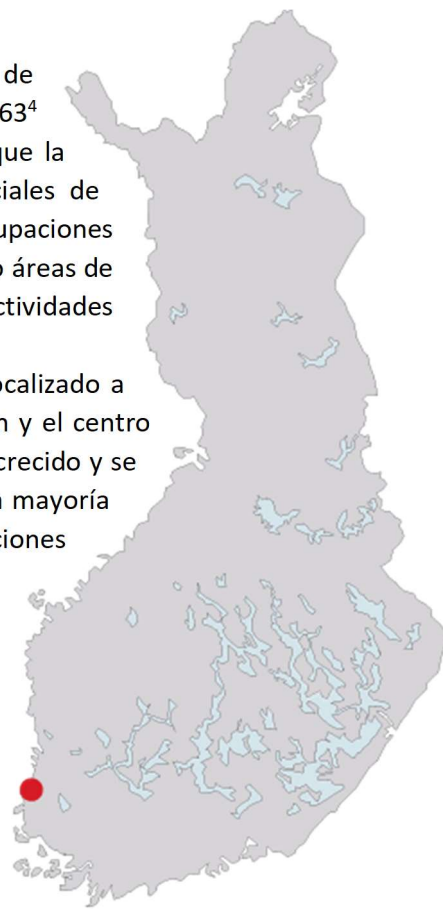 de
63⁴
que la
ciales de
upaciones
o áreas de
ctividades
ocalizado a
n y el centro
crecido y se
a mayoría
ciones